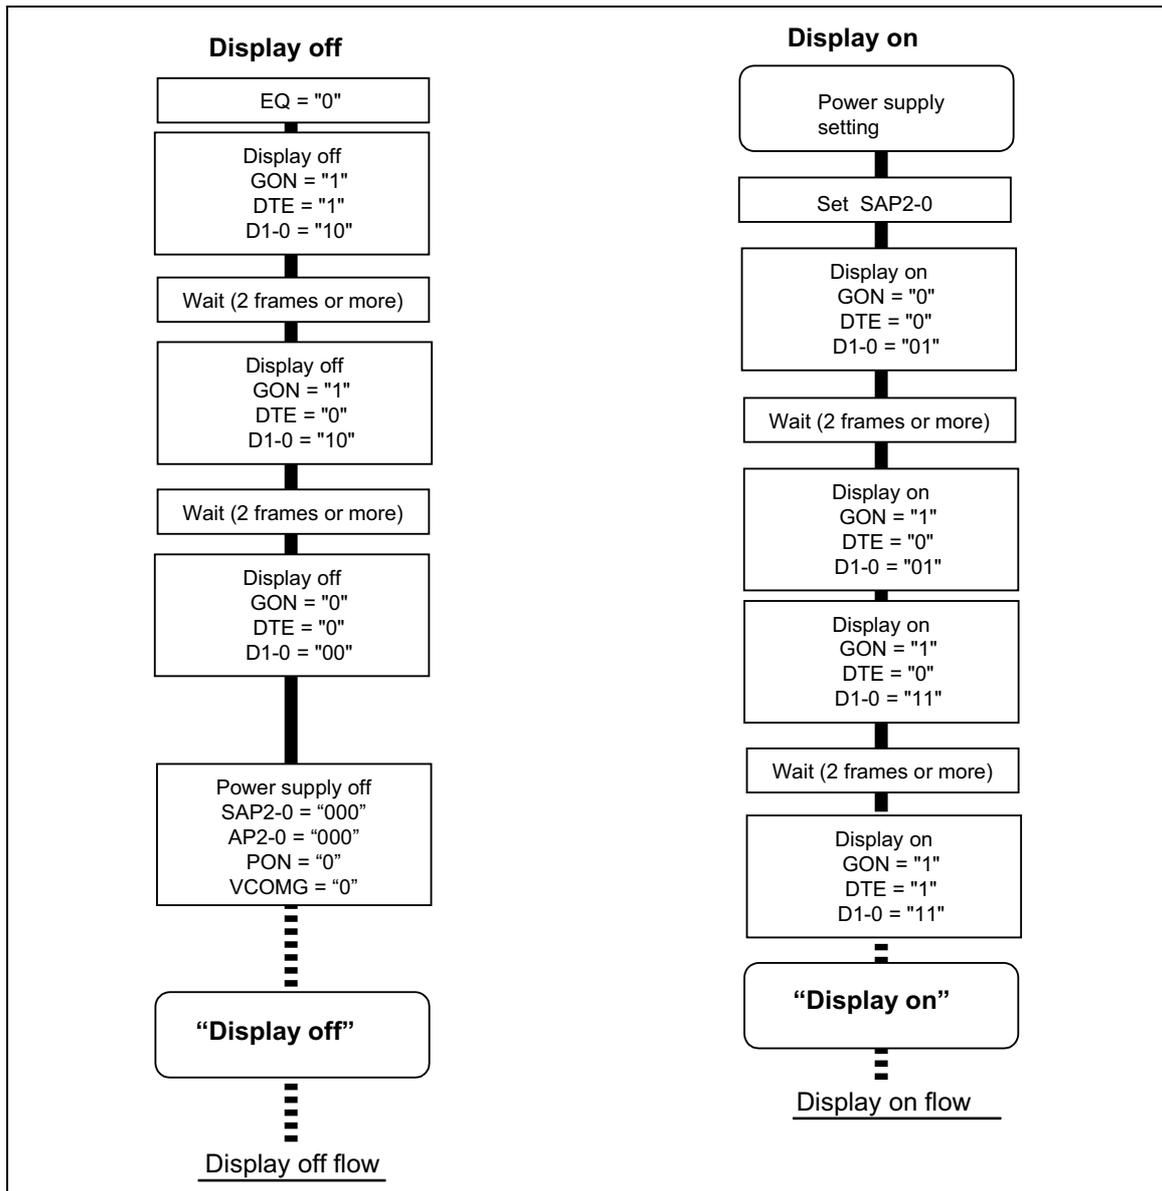 Display off
EQ = "0"
Display off
GON = "1"
DTE = "1"
D1-0 = "10"
Wait (2 frames or more)
Display off
GON = "1"
DTE = "0"
D1-0 = "10"
Wait (2 frames or more)
Display off
GON = "0"
DTE = "0"
D1-0 = "00"
Power supply off
SAP2-0 = “000”
AP2-0 = “000”
PON = “0”
VCOMG = “0”
“Display off”
Display off flow
Display on
Power supply
setting
Set SAP2-0
Display on
GON = "0"
DTE = "0"
D1-0 = "01"
Wait (2 frames or more)
Display on
GON = "1"
DTE = "0"
D1-0 = "01"
Display on
GON = "1"
DTE = "0"
D1-0 = "11"
Wait (2 frames or more)
Display on
GON = "1"
DTE = "1"
D1-0 = "11"
“Display on”
Display on flow